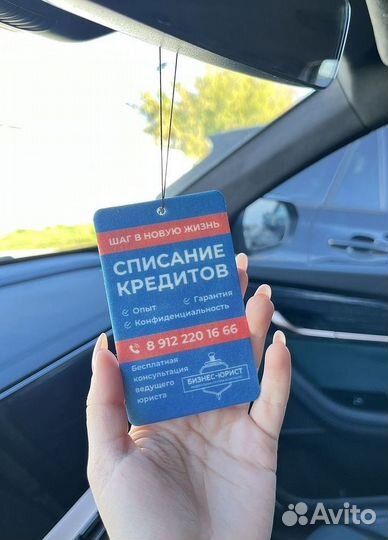 ШАГ В НОВУЮ ЖИЗНЬ
СПИСАНИЕ
КРЕДИТОВ
Опыт Гарантия
Конфиденциальность
8 912 220 16 66
Бесплатная
консультация
ведущего
юриста
БИЗНЕС-ЮРИСТ
Avito